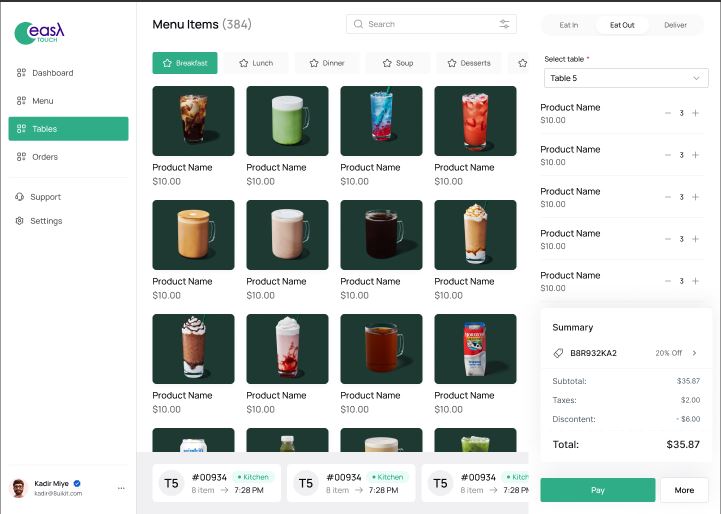 easy
TOUCH
Dashboard
Menu
Tables
Orders
Support
Settings
Kadir Miye
kadir@8uikit.com
Menu Items (384)
Search
Breakfast
Lunch
Dinner
Soup
Desserts
Product Name
$10.00
Product Name
$10.00
Product Name
$10.00
Product Name
$10.00
Product Name
$10.00
Product Name
$10.00
Product Name
$10.00
Product Name
$10.00
Product Name
$10.00
Product Name
$10.00
Product Name
$10.00
Product Name
$10.00
T5
#00934
Kitchen
8 item → 7:28 PM
T5
#00934
Kitchen
8 item → 7:28 PM
T5
#00934
Kitch
8 item → 7:28 PM
Eat In
Eat Out
Deliver
Select table *
Table 5
Product Name
$10.00
3
Product Name
$10.00
3
Product Name
$10.00
3
Product Name
$10.00
3
Product Name
$10.00
3
Summary
B8R932KA2
20% Off
Subtotal:
$35.87
Taxes:
$2.00
Discontent:
- $6.00
Total:
$35.87
Pay
More